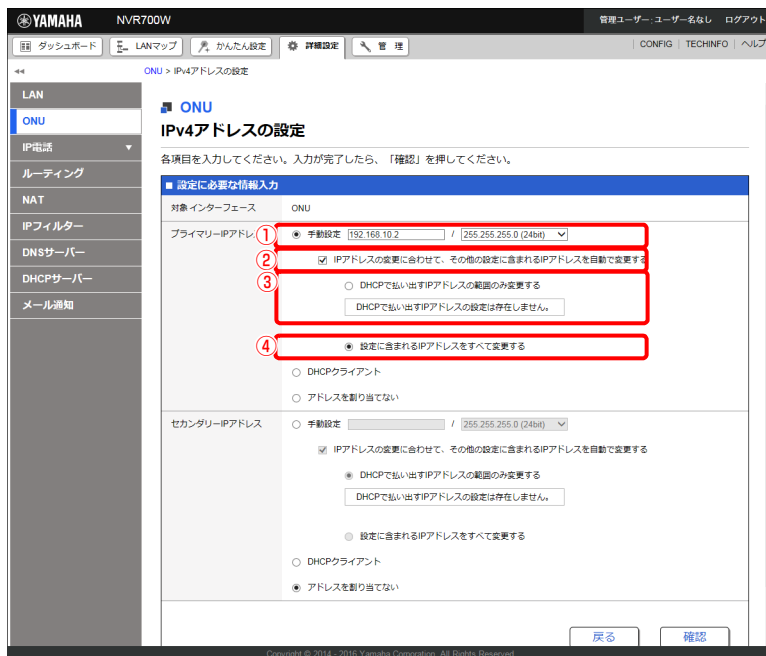 YAMAHA NVR700W 管理ユーザー:ユーザー名なし ログアウト
ダッシュボード LANマップ かんたん設定 詳細設定 管 理 CONFIG | TECHINFO | ヘルプ
◂◂ ONU > IPv4アドレスの設定
LAN
ONU
IP電話 ▼
ルーティング
NAT
IPフィルター
DNSサーバー
DHCPサーバー
メール通知
ONU
IPv4アドレスの設定
各項目を入力してください。入力が完了したら、「確認」を押してください。
■ 設定に必要な情報入力
対象インターフェース ONU
プライマリーIPアドレ ① 手動設定 192.168.10.2 / 255.255.255.0 (24bit)
② IPアドレスの変更に合わせて、その他の設定に含まれるIPアドレスを自動で変更する
③ DHCPで払い出すIPアドレスの範囲のみ変更する
DHCPで払い出すIPアドレスの設定は存在しません。
④ 設定に含まれるIPアドレスをすべて変更する
DHCPクライアント
アドレスを割り当てない
セカンダリーIPアドレス 手動設定 / 255.255.255.0 (24bit)
IPアドレスの変更に合わせて、その他の設定に含まれるIPアドレスを自動で変更する
DHCPで払い出すIPアドレスの範囲のみ変更する
DHCPで払い出すIPアドレスの設定は存在しません。
設定に含まれるIPアドレスをすべて変更する
DHCPクライアント
アドレスを割り当てない
戻る 確認
Copyright © 2014 - 2016 Yamaha Corporation. All Rights Reserved.